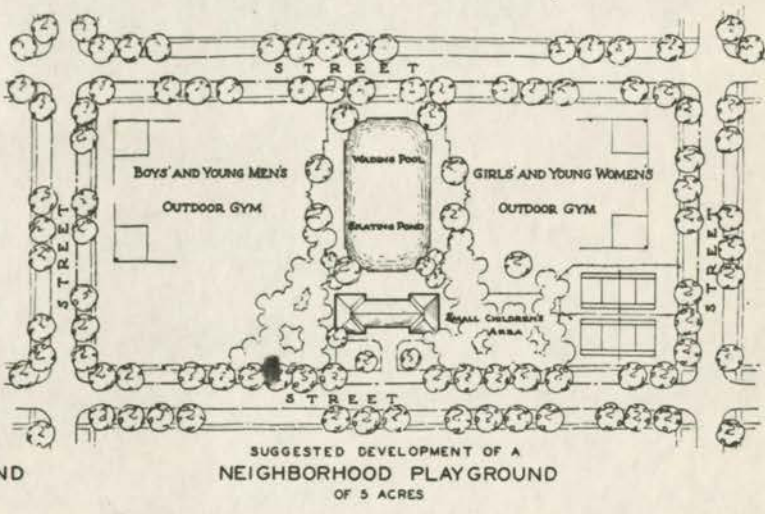 STREET
BOYS' AND YOUNG MEN'S
OUTDOOR GYM
WADING POOL
SKATING POND
GIRLS' AND YOUNG WOMEN'S
OUTDOOR GYM
STREET
STREET
SMALL CHILDREN'S
AREA
STREET
SUGGESTED DEVELOPMENT OF A
NEIGHBORHOOD PLAYGROUND
OF 5 ACRES
ND